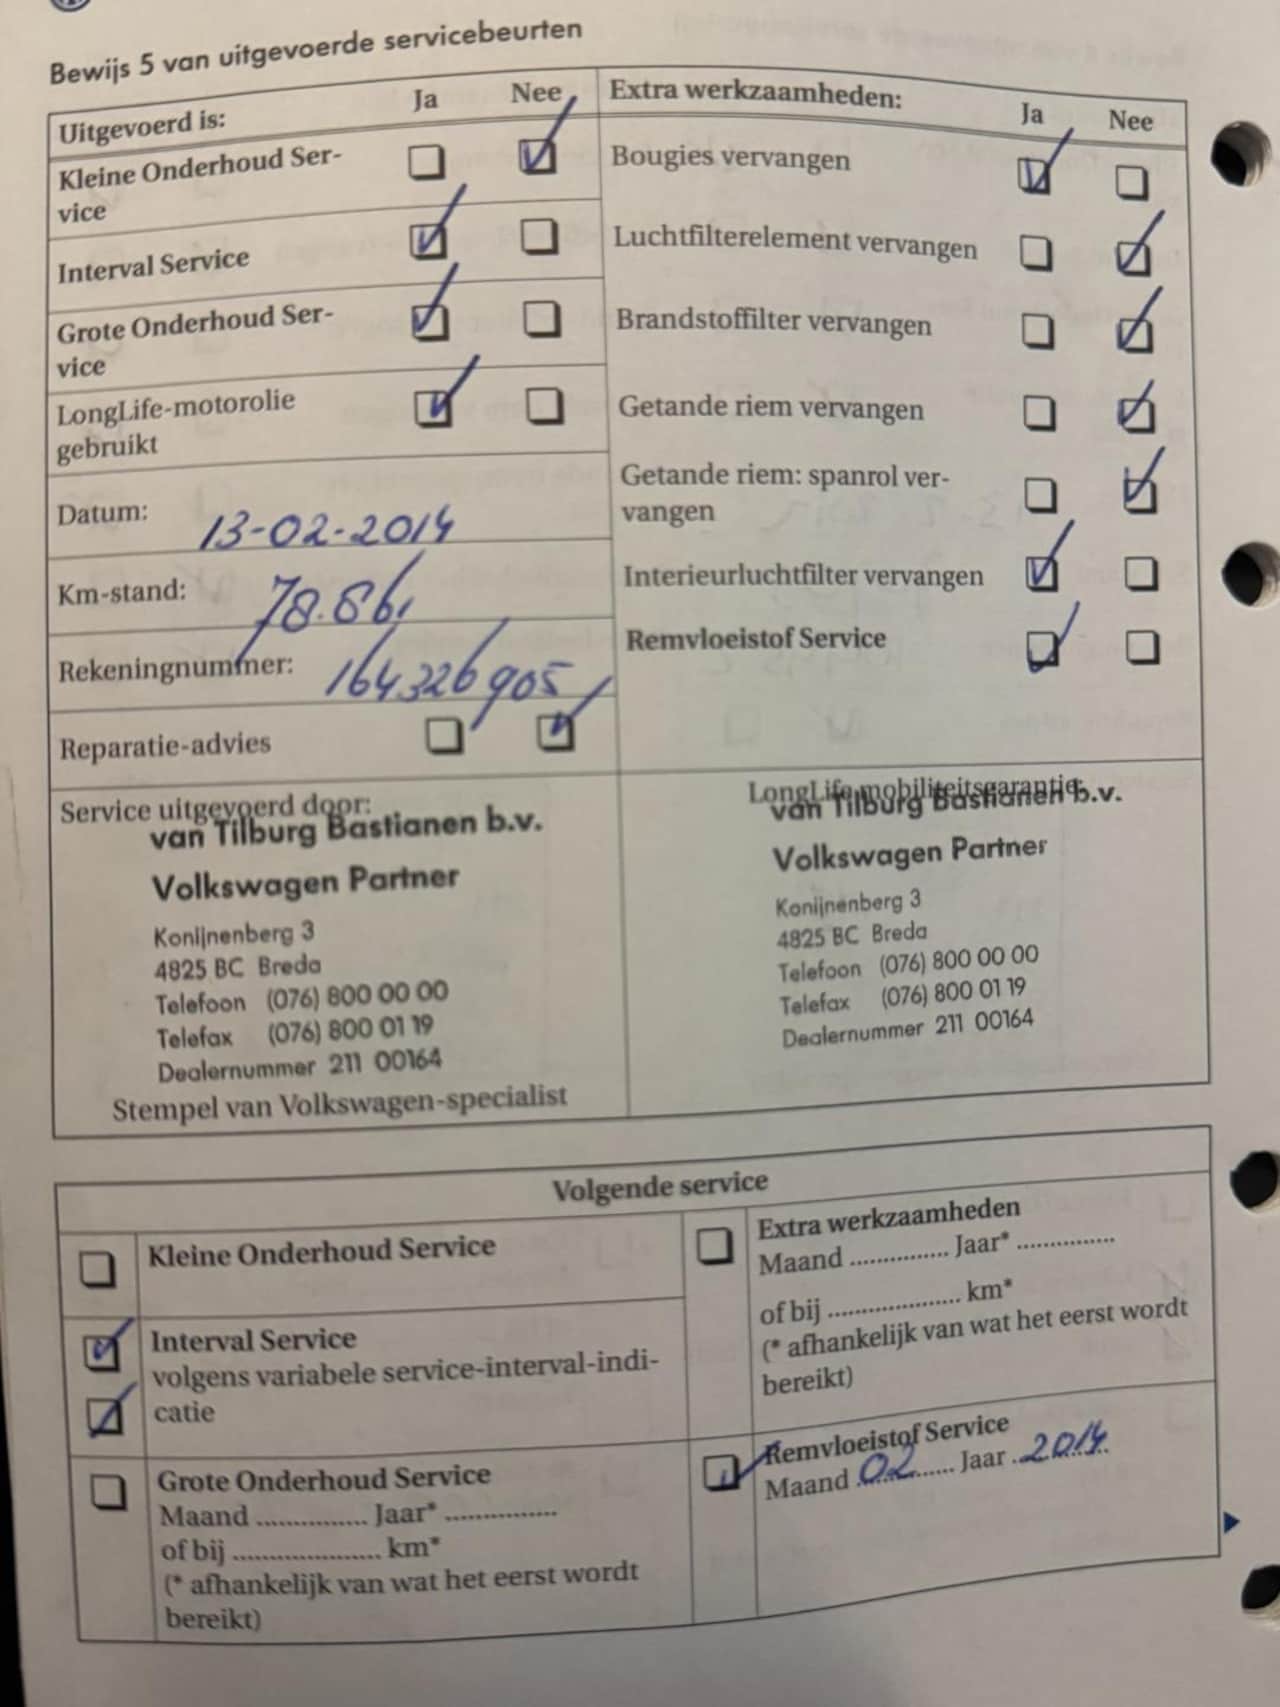 Bewijs 5 van uitgevoerde servicebeurten
Uitgevoerd is: Ja Nee
Kleine Onderhoud Ser-
vice
Interval Service
Grote Onderhoud Ser-
vice
LongLife-motorolie
gebruikt
Datum: 13-02-2014
Km-stand:
Rekeningnummer: 164326905
Reparatie-advies
Extra werkzaamheden: Ja Nee
Bougies vervangen
Luchtfilterelement vervangen
Brandstoffilter vervangen
Getande riem vervangen
Getande riem: spanrol ver-
vangen
Interieurluchtfilter vervangen
Remvloeistof Service
Service uitgevoerd door:
van Tilburg Bastianen b.v.
Volkswagen Partner
Konijnenberg 3
4825 BC Breda
Telefoon (076) 800 00 00
Telefax (076) 800 01 19
Dealernummer 211 00164
Stempel van Volkswagen-specialist
LongLife mobiliteitsgarantie:
van Tilburg Bastianen b.v.
Volkswagen Partner
Konijnenberg 3
4825 BC Breda
Telefoon (076) 800 00 00
Telefax (076) 800 01 19
Dealernummer 211 00164
Volgende service
Kleine Onderhoud Service
Interval Service
volgens variabele service-interval-indi-
catie
Grote Onderhoud Service
Maand ................ Jaar* ................
of bij ..................... km*
(* afhankelijk van wat het eerst wordt
bereikt)
Extra werkzaamheden
Maand .............. Jaar* ..............
of bij ................... km*
(* afhankelijk van wat het eerst wordt
bereikt)
Remvloeistof Service
Maand 02 Jaar 2014